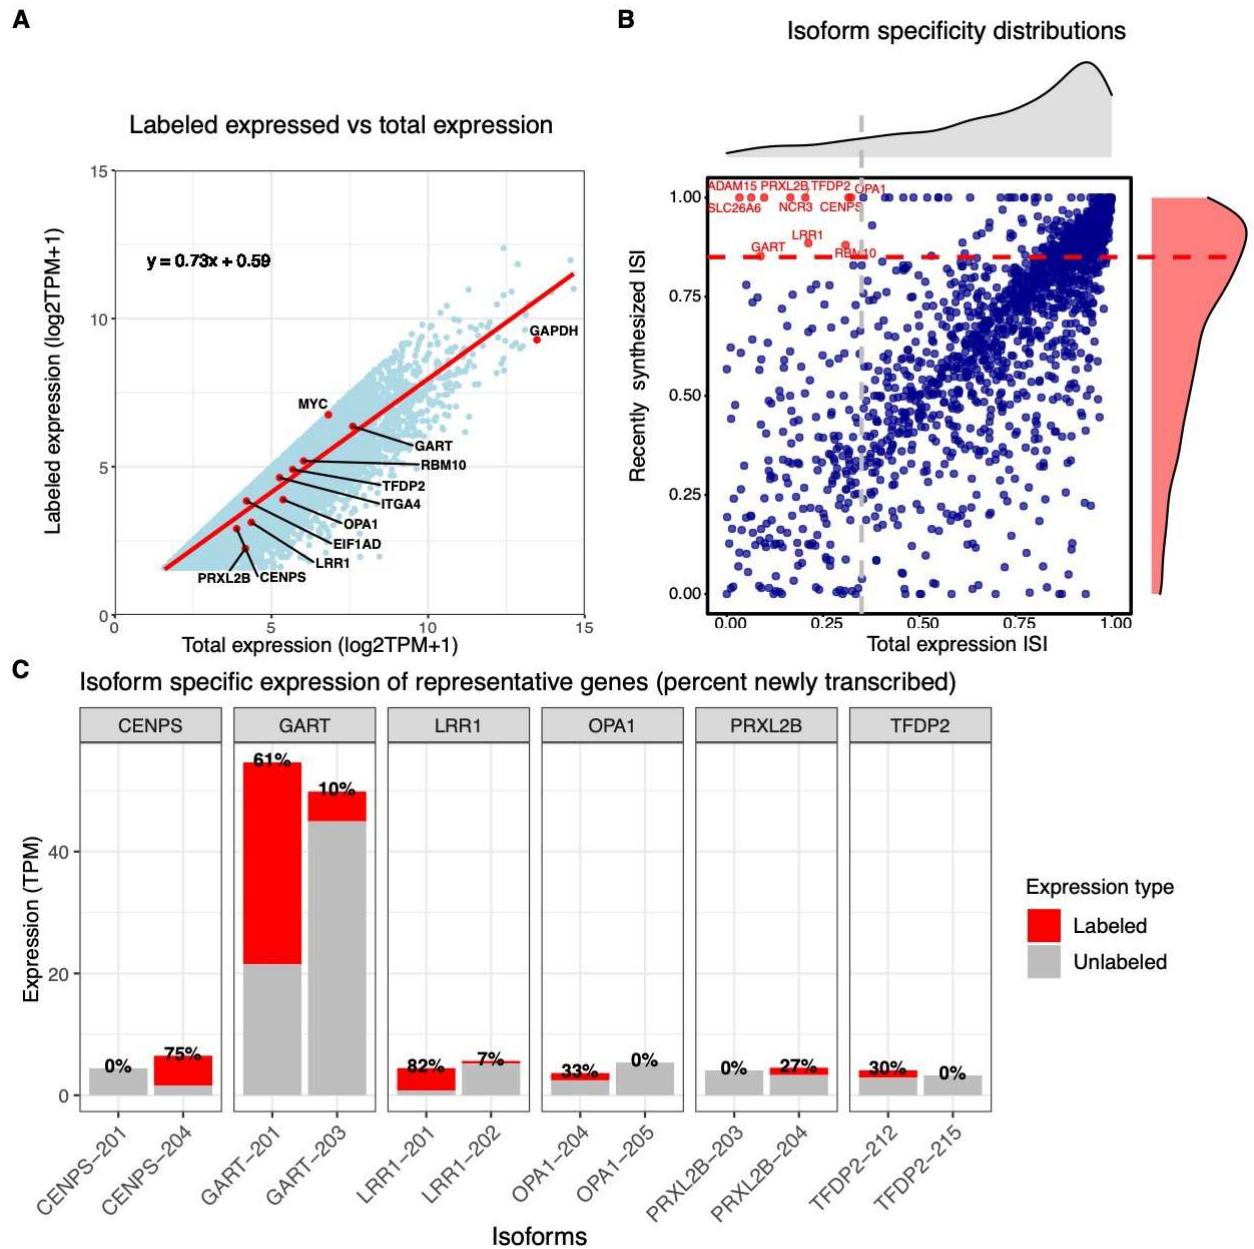 A
Labeled expressed vs total expression
Labeled expression (log2TPM+1)
15
10
5
0
y = 0.73x + 0.59
GAPDH
MYC
GART
RBM10
TFDP2
ITGA4
OPA1
EIF1AD
LRR1
PRXL2B CENPS
0 5 10 15
Total expression (log2TPM+1)
B
Isoform specificity distributions
Recently synthesized ISI
1.00
0.75
0.50
0.25
0.00
ADAM15 PRXL2B TFDP2 OPA1
SLC26A6 NCR3 CENPS
LRR1
GART RBM10
0.00 0.25 0.50 0.75 1.00
Total expression ISI
C
Isoform specific expression of representative genes (percent newly transcribed)
CENPS GART LRR1 OPA1 PRXL2B TFDP2
Expression (TPM)
40
20
0
61%
10%
0% 75% 82% 7% 33% 0% 0% 27% 30% 0%
CENPS−201 CENPS−204 GART−201 GART−203 LRR1−201 LRR1−202 OPA1−204 OPA1−205 PRXL2B−203 PRXL2B−204 TFDP2−212 TFDP2−215
Isoforms
Expression type
Labeled
Unlabeled